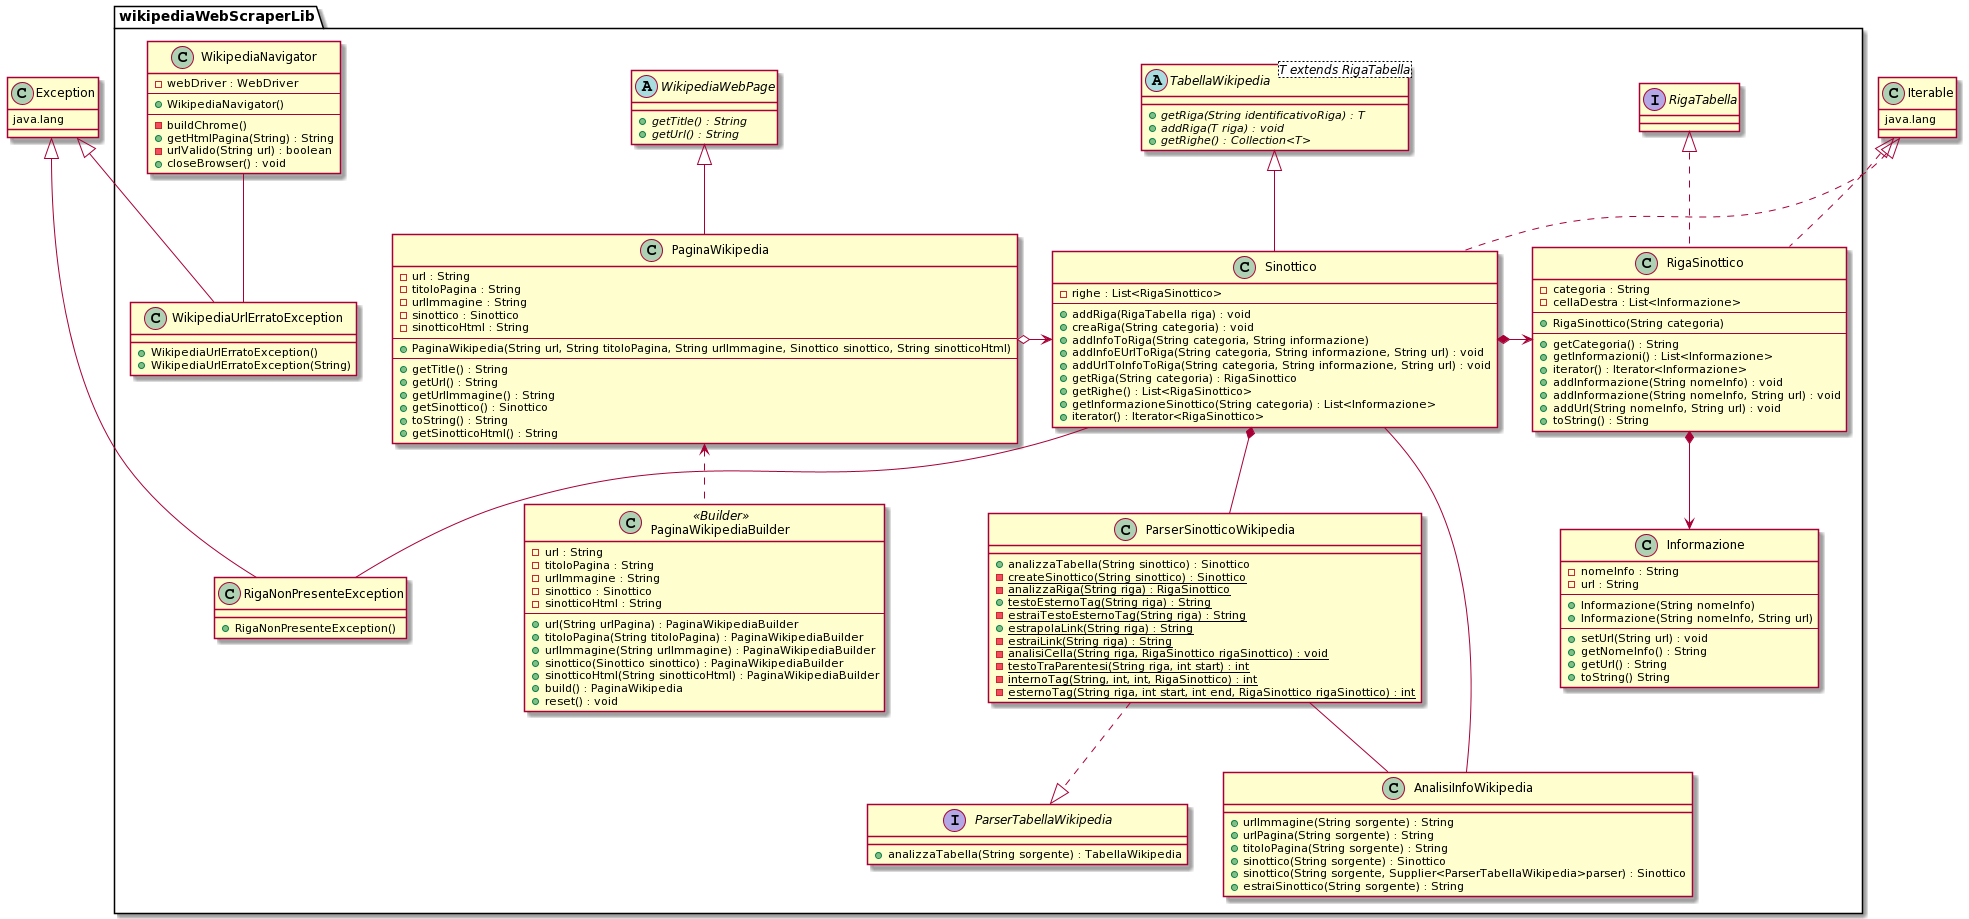 wikipediaWebScraperLib
C WikipediaNavigator
webDriver : WebDriver
WikipediaNavigator()
buildChrome()
getHtmlPagina(String) : String
urlValido(String url) : boolean
closeBrowser() : void
C Exception
java.lang
A WikipediaWebPage
getTitle() : String
getUrl() : String
A TabellaWikipedia
T extends RigaTabella
getRiga(String identificativoRiga) : T
addRiga(T riga) : void
getRighe() : Collection<T>
I RigaTabella
C Iterable
java.lang
C PaginaWikipedia
url : String
titoloPagina : String
urlImmagine : String
sinottico : Sinottico
sinotticoHtml : String
PaginaWikipedia(String url, String titoloPagina, String urlImmagine, Sinottico sinottico, String sinotticoHtml)
getTitle() : String
getUrl() : String
getUrlImmagine() : String
getSinottico() : Sinottico
toString() : String
getSinotticoHtml() : String
C Sinottico
righe : List<RigaSinottico>
addRiga(RigaTabella riga) : void
creaRiga(String categoria) : void
addInfoToRiga(String categoria, String informazione)
addInfoEUrlToRiga(String categoria, String informazione, String url) : void
addUrlToInfoToRiga(String categoria, String informazione, String url) : void
getRiga(String categoria) : RigaSinottico
getRighe() : List<RigaSinottico>
getInformazioneSinottico(String categoria) : List<Informazione>
iterator() : Iterator<RigaSinottico>
C RigaSinottico
categoria : String
cellaDestra : List<Informazione>
RigaSinottico(String categoria)
getCategoria() : String
getInformazioni() : List<Informazione>
iterator() : Iterator<Informazione>
addInformazione(String nomeInfo) : void
addInformazione(String nomeInfo, String url) : void
addUrl(String nomeInfo, String url) : void
toString() : String
C WikipediaUrlErratoException
WikipediaUrlErratoException()
WikipediaUrlErratoException(String)
C «Builder»
PaginaWikipediaBuilder
url : String
titoloPagina : String
urlImmagine : String
sinottico : Sinottico
sinotticoHtml : String
url(String urlPagina) : PaginaWikipediaBuilder
titoloPagina(String titoloPagina) : PaginaWikipediaBuilder
urlImmagine(String urlImmagine) : PaginaWikipediaBuilder
sinottico(Sinottico sinottico) : PaginaWikipediaBuilder
sinotticoHtml(String sinotticoHtml) : PaginaWikipediaBuilder
build() : PaginaWikipedia
reset() : void
C ParserSinotticoWikipedia
analizzaTabella(String sinottico) : Sinottico
createSinottico(String sinottico) : Sinottico
analizzaRiga(String riga) : RigaSinottico
testoEsternoTag(String riga) : String
estraiTestoEsternoTag(String riga) : String
estrapolaLink(String riga) : String
estraiLink(String riga) : String
analisiCella(String riga, RigaSinottico rigaSinottico) : void
testoTraParentesi(String riga, int start) : int
internoTag(String, int, int, RigaSinottico) : int
esternoTag(String riga, int start, int end, RigaSinottico rigaSinottico) : int
C Informazione
nomeInfo : String
url : String
Informazione(String nomeInfo)
Informazione(String nomeInfo, String url)
setUrl(String url) : void
getNomeInfo() : String
getUrl() : String
toString() String
C RigaNonPresenteException
RigaNonPresenteException()
I ParserTabellaWikipedia
analizzaTabella(String sorgente) : TabellaWikipedia
C AnalisiInfoWikipedia
urlImmagine(String sorgente) : String
urlPagina(String sorgente) : String
titoloPagina(String sorgente) : String
sinottico(String sorgente) : Sinottico
sinottico(String sorgente, Supplier<ParserTabellaWikipedia>parser) : Sinottico
estraiSinottico(String sorgente) : String